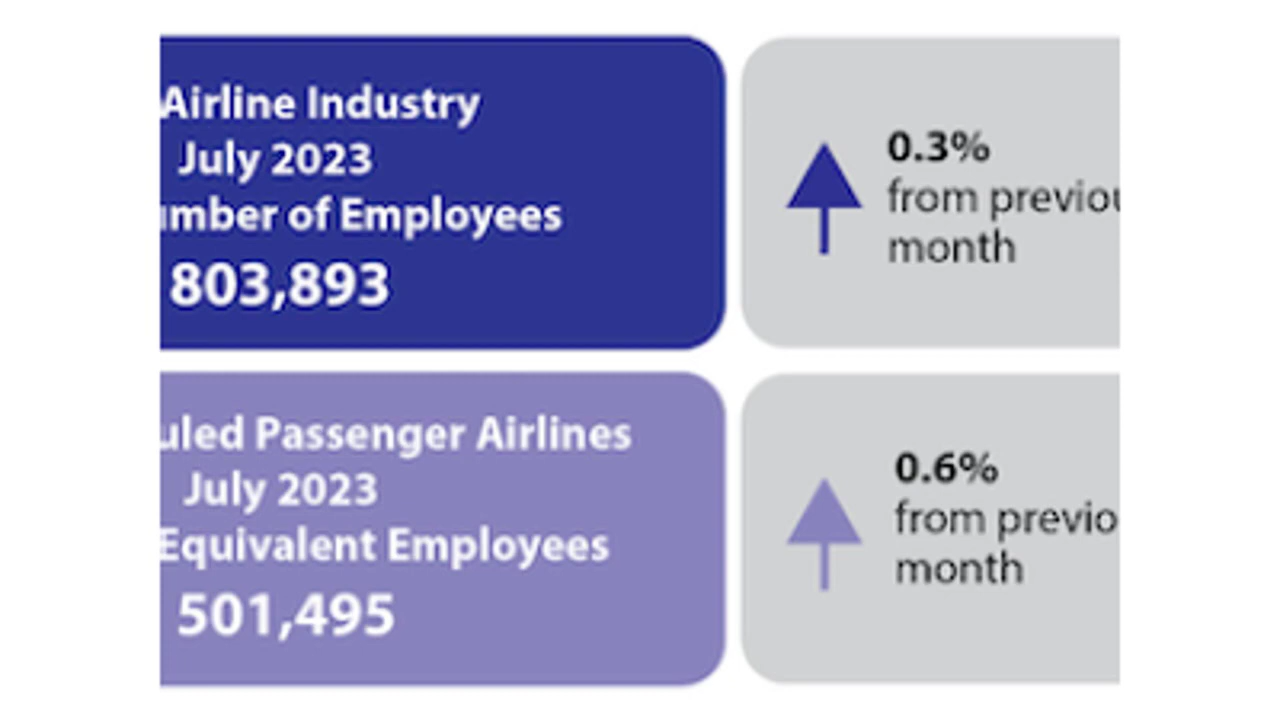 Airline Industry
July 2023
umber of Employees
803,893
0.3%
from previou
month
uled Passenger Airlines
July 2023
Equivalent Employees
501,495
0.6%
from previo
month